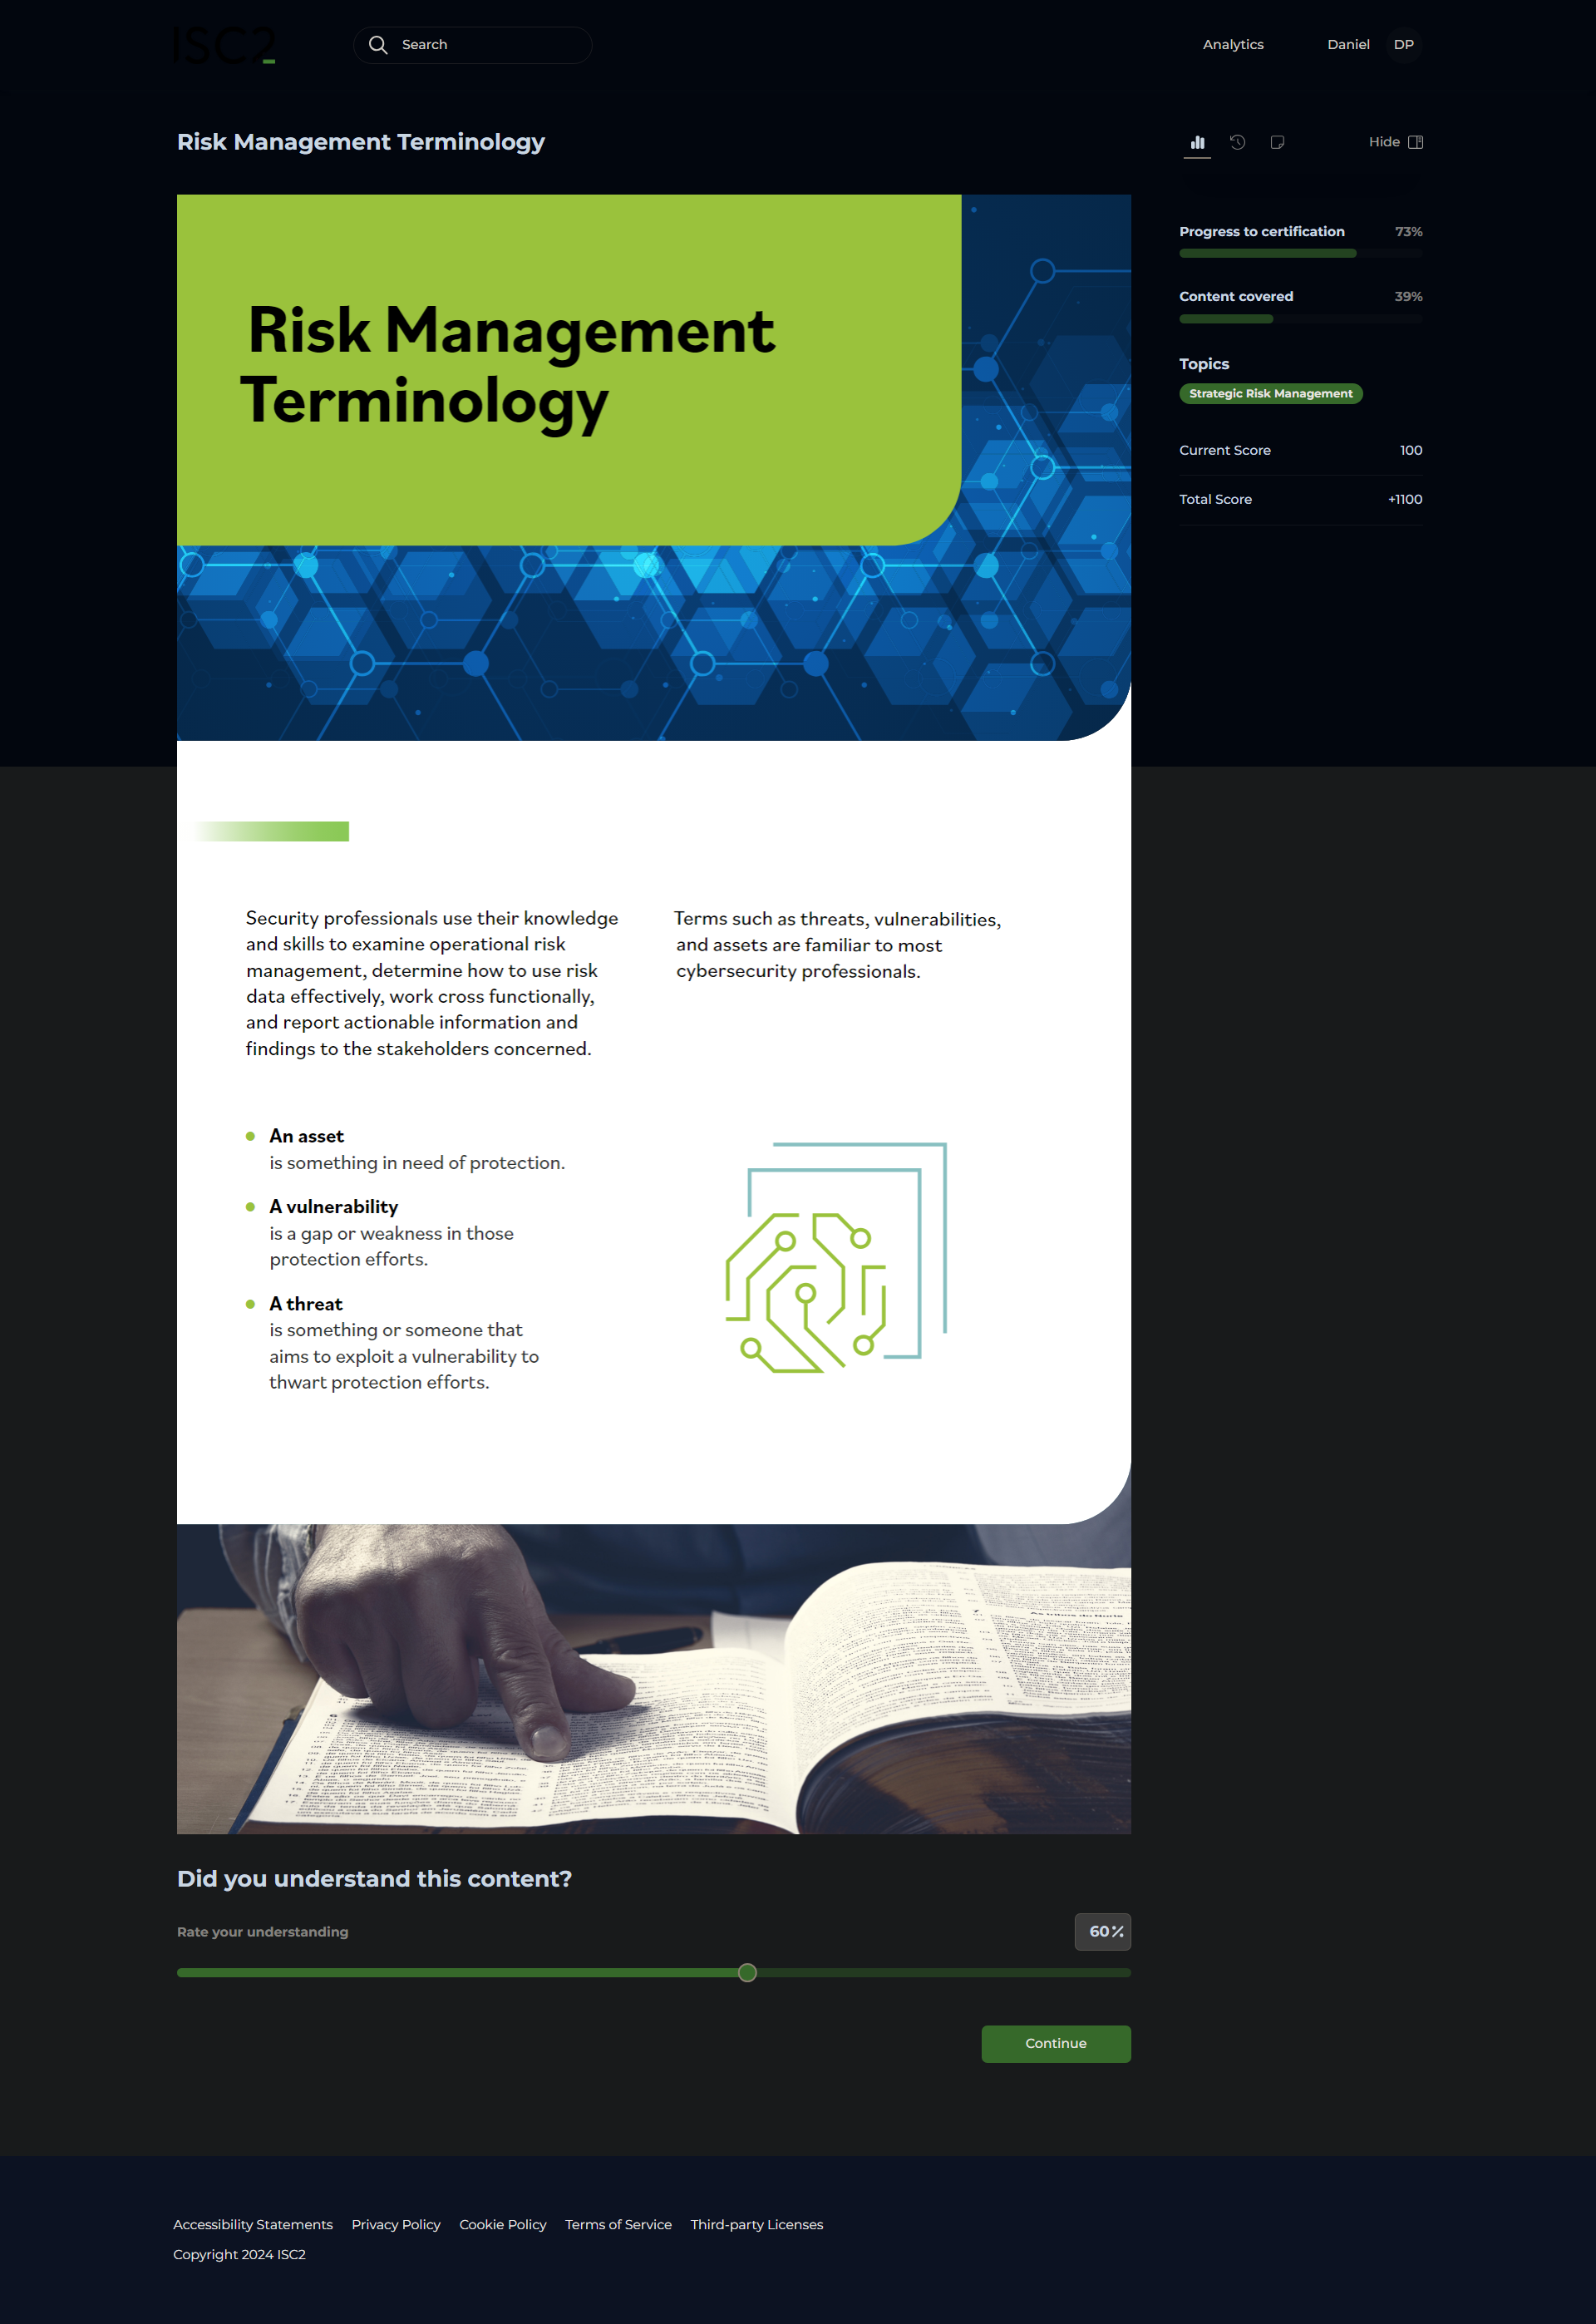 ISC2
Search
Analytics
Daniel
DP
Risk Management Terminology
Hide
Progress to certification 73%
Content covered 39%
Topics
Strategic Risk Management
Current Score 100
Total Score +1100
Risk Management
Terminology
Security professionals use their knowledge
and skills to examine operational risk
management, determine how to use risk
data effectively, work cross functionally,
and report actionable information and
findings to the stakeholders concerned.
Terms such as threats, vulnerabilities,
and assets are familiar to most
cybersecurity professionals.
An asset
is something in need of protection.
A vulnerability
is a gap or weakness in those
protection efforts.
A threat
is something or someone that
aims to exploit a vulnerability to
thwart protection efforts.
Did you understand this content?
Rate your understanding
60%
Continue
Accessibility Statements
Privacy Policy
Cookie Policy
Terms of Service
Third-party Licenses
Copyright 2024 ISC2